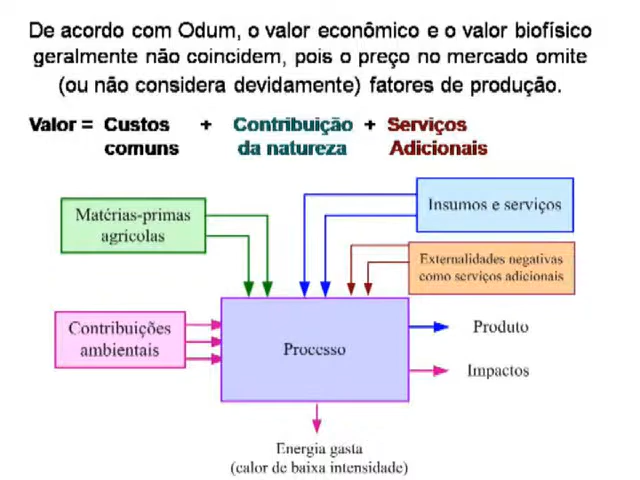 De acordo com Odum, o valor econômico e o valor biofísico
geralmente não coincidem, pois o preço no mercado omite
(ou não considera devidamente) fatores de produção.
Valor = Custos + Contribuição + Serviços
comuns da natureza Adicionais
Matérias-primas
agrícolas
Insumos e serviços
Externalidades negativas
como serviços adicionais
Contribuições
ambientais
Processo
Produto
Impactos
Energia gasta
(calor de baixa intensidade)